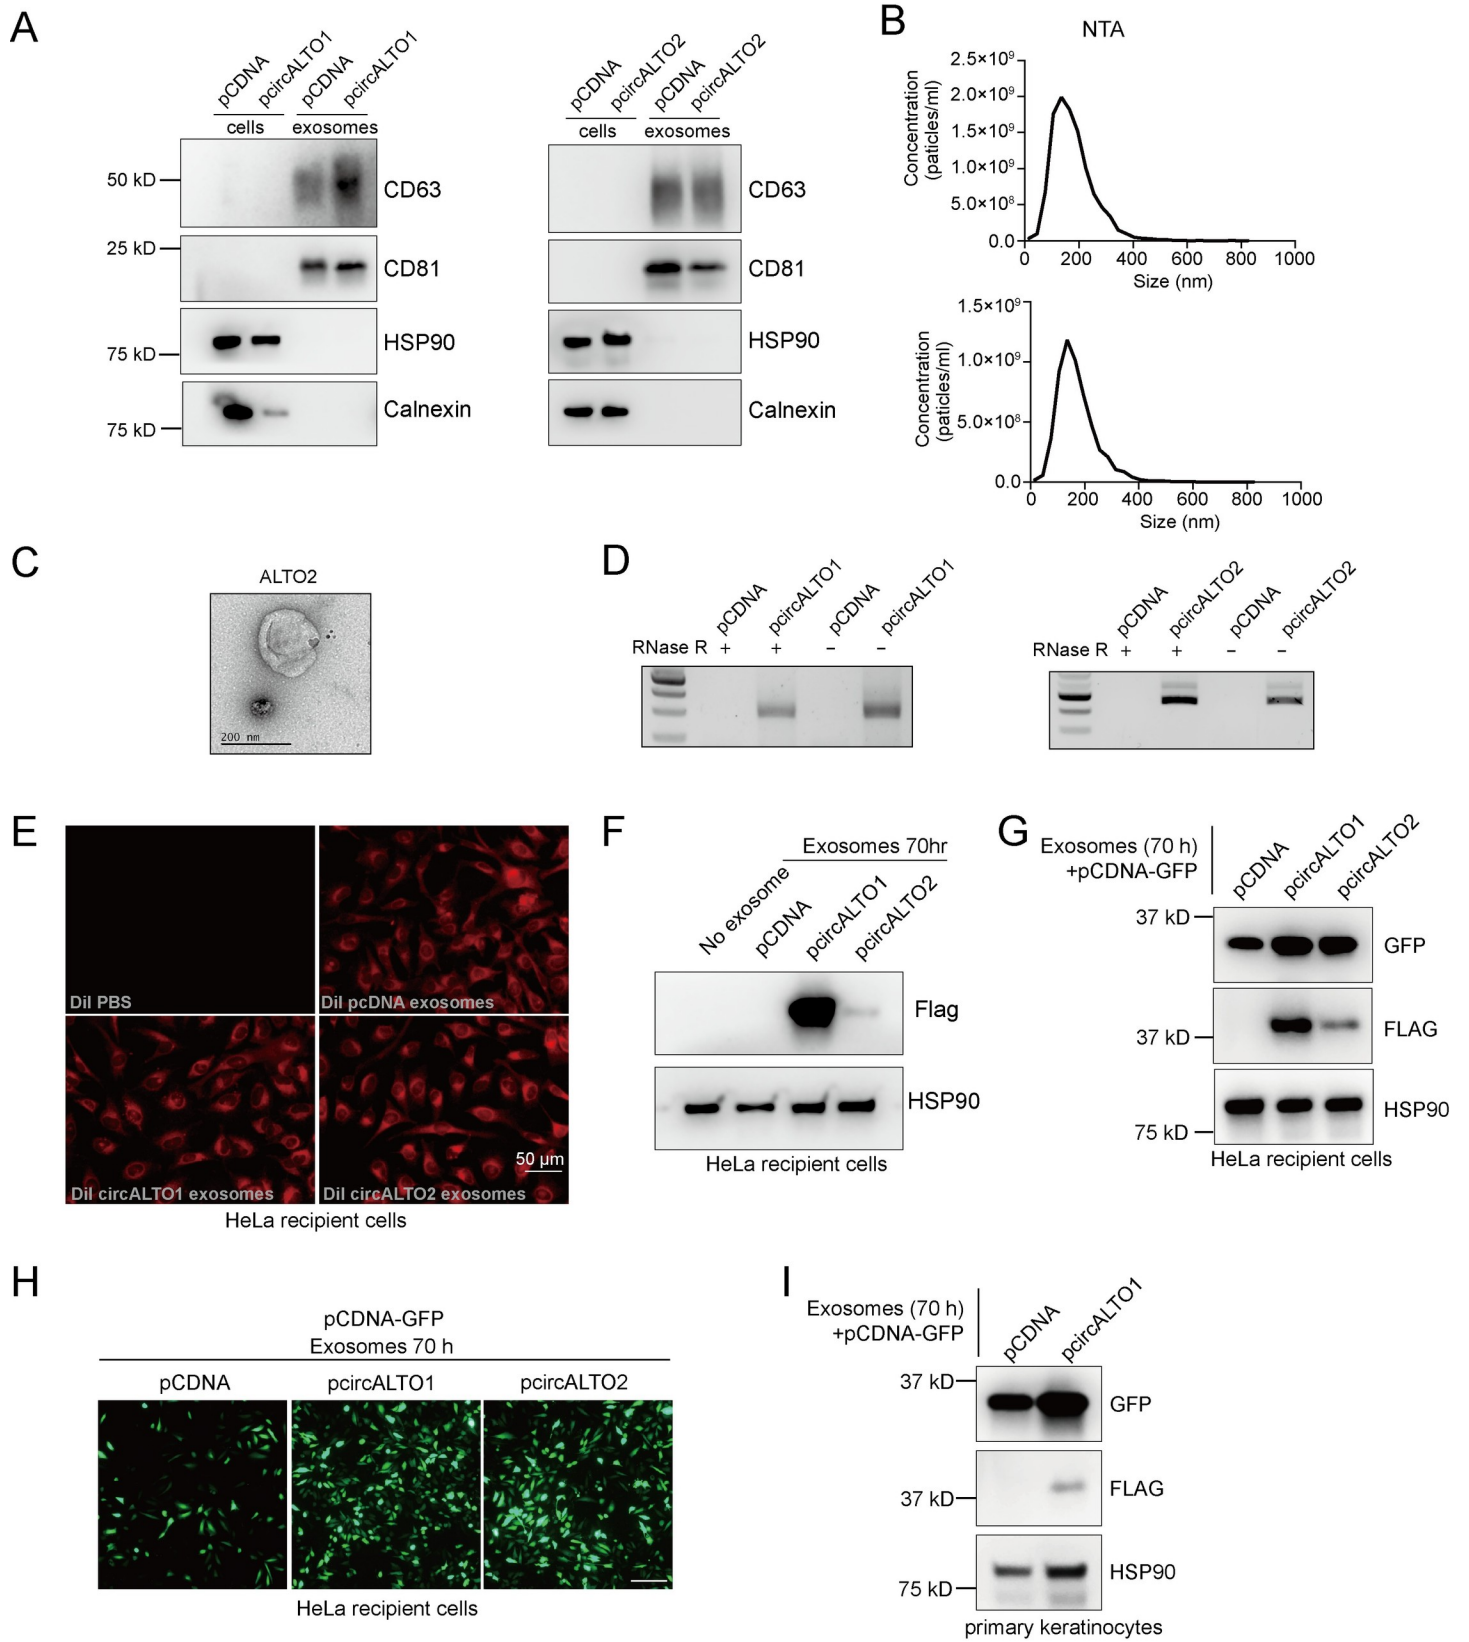 A
pCDNA
pcircALTO1
pCDNA
pcircALTO1
cells
exosomes
50 kD
CD63
25 kD
CD81
HSP90
75 kD
Calnexin
75 kD
pCDNA
pcircALTO2
pCDNA
pcircALTO2
cells
exosomes
CD63
CD81
HSP90
Calnexin
B
NTA
Concentration
(paticles/ml)
2.5×10⁹
2.0×10⁹
1.5×10⁹
1.0×10⁹
5.0×10⁸
0.0
0 200 400 600 800 1000
Size (nm)
Concentration
(paticles/ml)
1.5×10⁹
1.0×10⁹
5.0×10⁸
0.0
0 200 400 600 800 1000
Size (nm)
C
ALTO2
200 nm
D
pCDNA
pcircALTO1
pCDNA
pcircALTO1
RNase R + + – –
pCDNA
pcircALTO2
pCDNA
pcircALTO2
RNase R + + – –
E
Dil PBS
Dil pcDNA exosomes
Dil circALTO1 exosomes
Dil circALTO2 exosomes
50 µm
HeLa recipient cells
F
Exosomes 70hr
No exosome
pCDNA
pcircALTO1
pcircALTO2
Flag
HSP90
HeLa recipient cells
G
Exosomes (70 h)
+pCDNA-GFP
pCDNA
pcircALTO1
pcircALTO2
37 kD
GFP
37 kD
FLAG
75 kD
HSP90
HeLa recipient cells
H
pCDNA-GFP
Exosomes 70 h
pCDNA
pcircALTO1
pcircALTO2
HeLa recipient cells
I
Exosomes (70 h)
+pCDNA-GFP
pCDNA
pcircALTO1
37 kD
GFP
37 kD
FLAG
75 kD
HSP90
primary keratinocytes